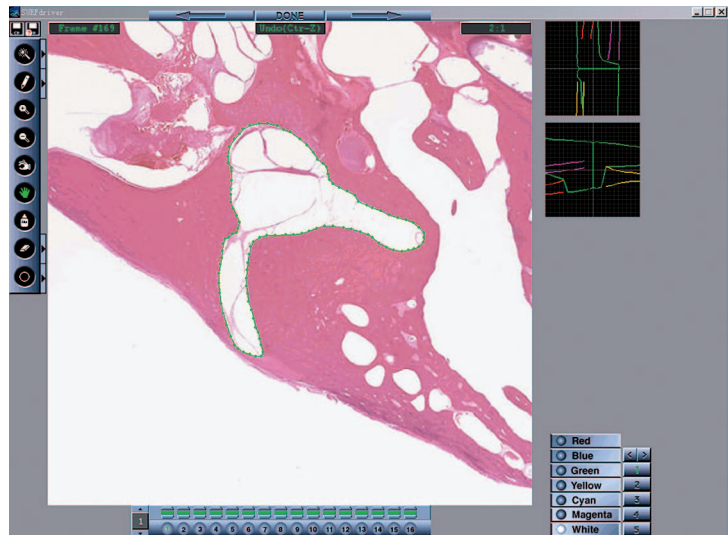 SWEPdriver
DONE
Frame #169
Undo(Ctr-Z)
2:1
Red
Blue
< >
Green
1
Yellow
2
Cyan
3
Magenta
4
White
5
1
1 2 3 4 5 6 7 8 9 10 11 12 13 14 15 16